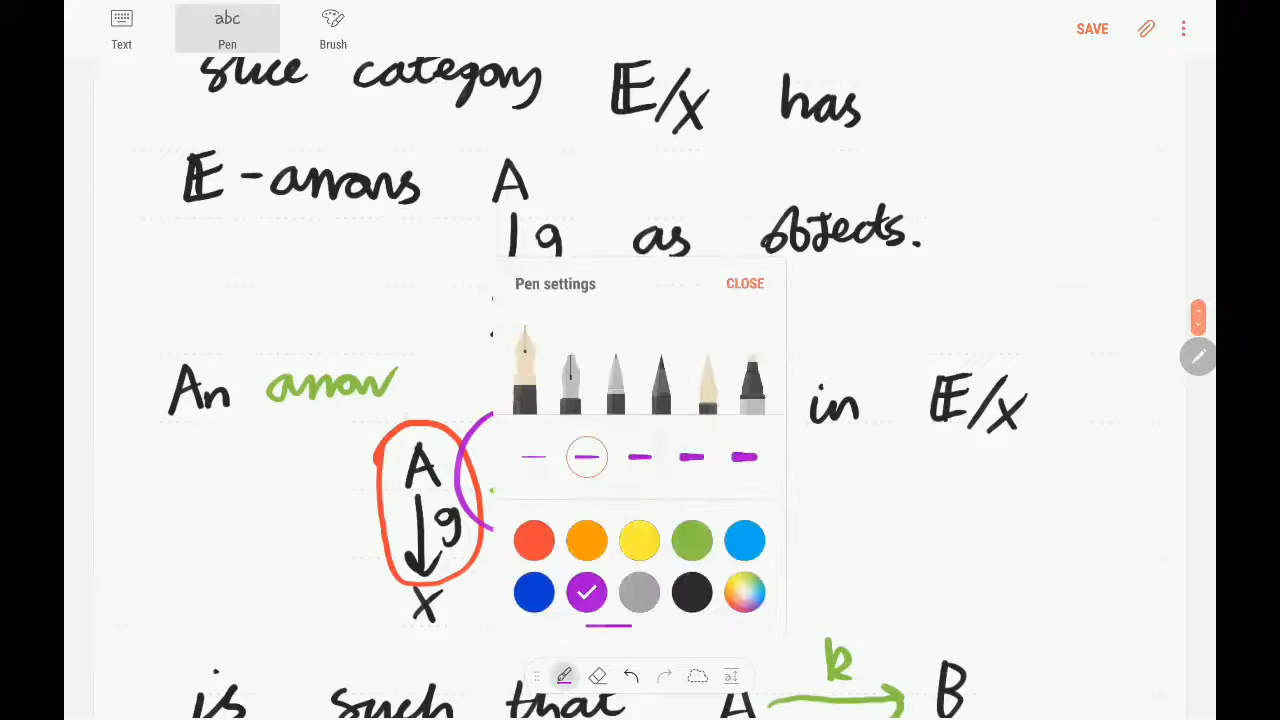 Text
abc
Pen
Brush
SAVE
slice category E/X has
E-arrows A
g as objects.
Pen settings
CLOSE
An arrow in E/X
A
g
X
k
is such that A B